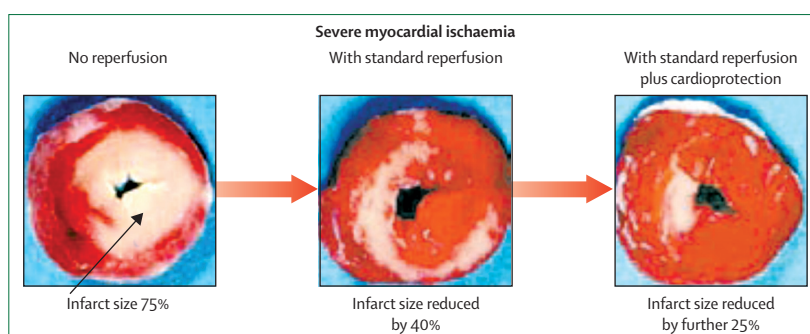 Severe myocardial ischaemia
No reperfusion
With standard reperfusion
With standard reperfusion
plus cardioprotection
Infarct size 75%
Infarct size reduced
by 40%
Infarct size reduced
by further 25%